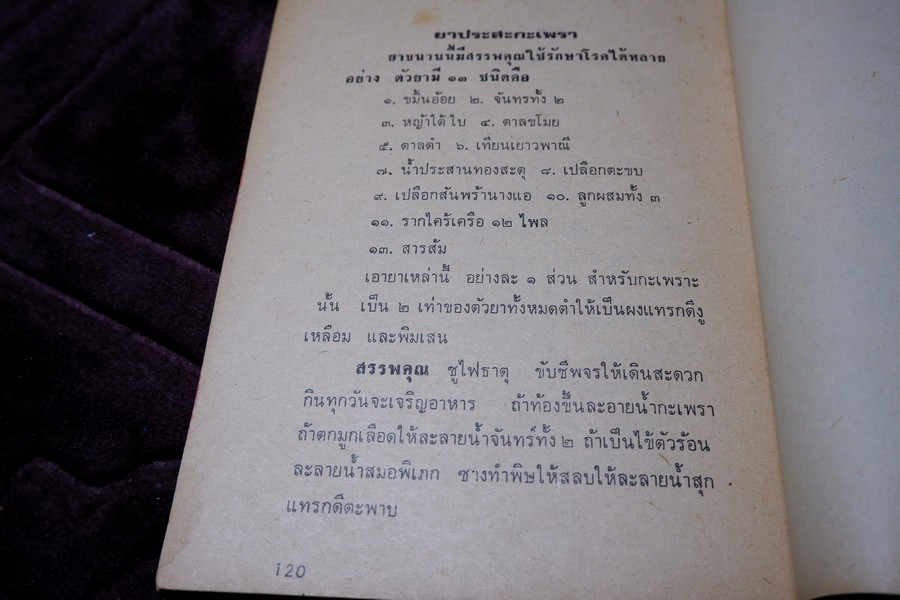 ยาประสะกะเพรา
ยาขนานนี้มีสรรพคุณใช้รักษาโรคได้หลาย
อย่าง ตัวยามี ๑๓ ชนิดคือ
๑. ขมิ้นอ้อย ๒. จันทรทั้ง ๒
๓. หญ้าใต้ใบ ๔. ตาลขโมย
๕. ตาลดำ ๖. เทียนเยาวพาณี
๗. น้ำประสานทองสะตุ ๘. เปลือกตะขบ
๙. เปลือกสันพร้านางแอ ๑๐. ลูกผสมทั้ง ๓
๑๑. รากไคร้เครือ ๑๒ ไพล
๑๓. สารส้ม
เอายาเหล่านี้ อย่างละ ๑ ส่วน สำหรับกะเพราะ
นั้น เป็น ๒ เท่าของตัวยาทั้งหมดตำให้เป็นผงแทรกดีงู
เหลือม และพิมเสน
สรรพคุณ ชูไฟธาตุ ขับชีพจรให้เดินสะดวก
กินทุกวันจะเจริญอาหาร ถ้าท้องขึ้นละอายน้ำกะเพรา
ถ้าตกมูกเลือดให้ละลายน้ำจันทร์ทั้ง ๒ ถ้าเป็นไข้ตัวร้อน
ละลายน้ำสมอพิเภก ซางทำพิษให้สลบให้ละลายน้ำสุก
แทรกดีตะพาบ
120